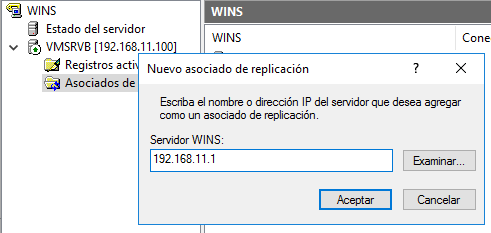 WINS
Estado del servidor
VMSRVB [192.168.11.100]
Registros activ
Asociados de
WINS
WINS
Cone
Nuevo asociado de replicación
?
Escriba el nombre o dirección IP del servidor que desea agregar
como un asociado de replicación.
Servidor WINS:
192.168.11.1
Examinar...
Aceptar
Cancelar